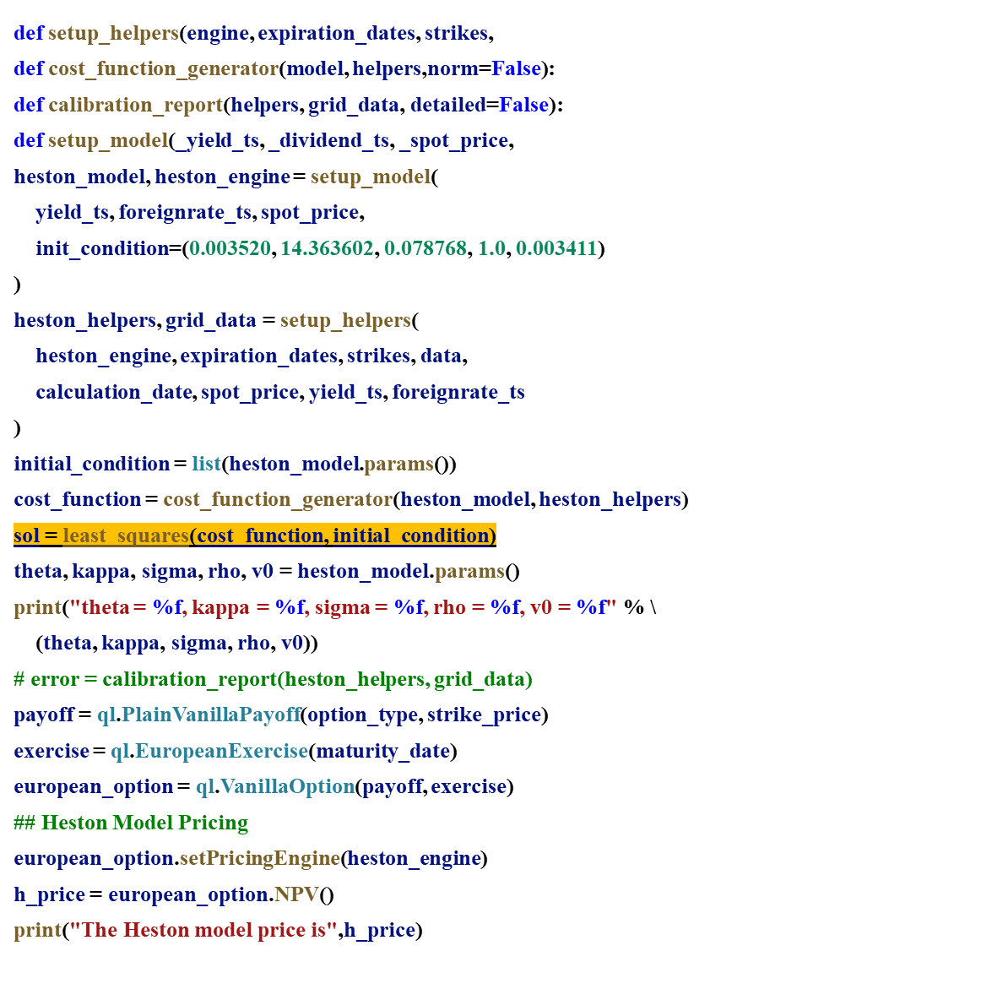 def setup_helpers(engine, expiration_dates, strikes,
def cost_function_generator(model, helpers,norm=False):
def calibration_report(helpers, grid_data, detailed=False):
def setup_model(_yield_ts, _dividend_ts, _spot_price,
heston_model, heston_engine = setup_model(
    yield_ts, foreignrate_ts, spot_price,
    init_condition=(0.003520, 14.363602, 0.078768, 1.0, 0.003411)
)
heston_helpers, grid_data = setup_helpers(
    heston_engine, expiration_dates, strikes, data,
    calculation_date, spot_price, yield_ts, foreignrate_ts
)
initial_condition = list(heston_model.params())
cost_function = cost_function_generator(heston_model, heston_helpers)
sol = least_squares(cost_function, initial_condition)
theta, kappa, sigma, rho, v0 = heston_model.params()
print("theta = %f, kappa = %f, sigma = %f, rho = %f, v0 = %f" % \
    (theta, kappa, sigma, rho, v0))
# error = calibration_report(heston_helpers, grid_data)
payoff = ql.PlainVanillaPayoff(option_type, strike_price)
exercise = ql.EuropeanExercise(maturity_date)
european_option = ql.VanillaOption(payoff, exercise)
## Heston Model Pricing
european_option.setPricingEngine(heston_engine)
h_price = european_option.NPV()
print("The Heston model price is",h_price)